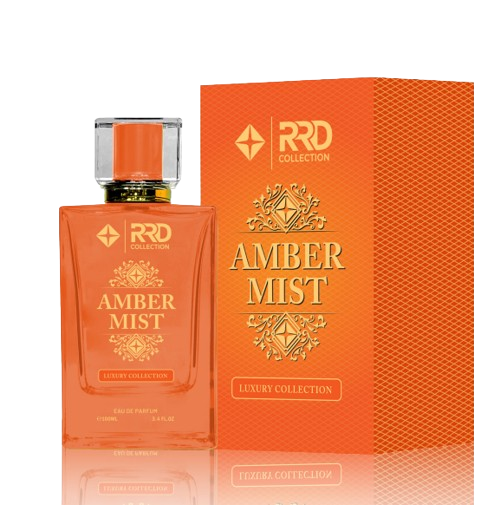 RRD
COLLECTION
AMBER
MIST
LUXURY COLLECTION
EAU DE PARFUM
℮100ML 3.4 FL.OZ
RRD
COLLECTION
AMBER
MIST
LUXURY COLLECTION